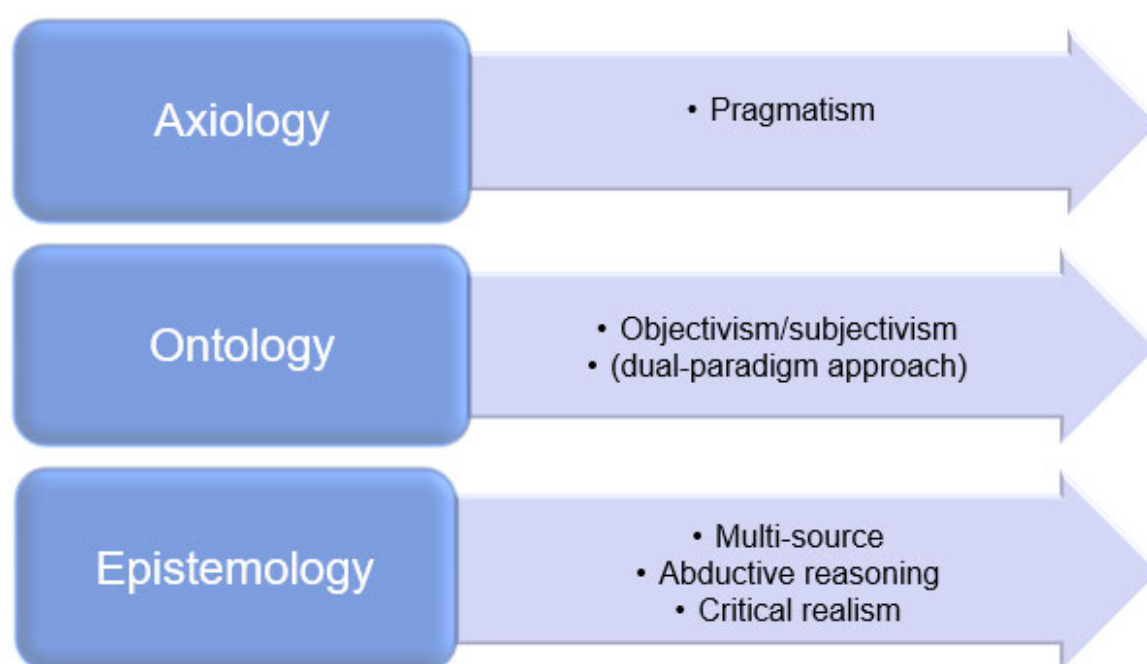 Axiology
• Pragmatism
Ontology
• Objectivism/subjectivism
• (dual-paradigm approach)
Epistemology
• Multi-source
• Abductive reasoning
• Critical realism